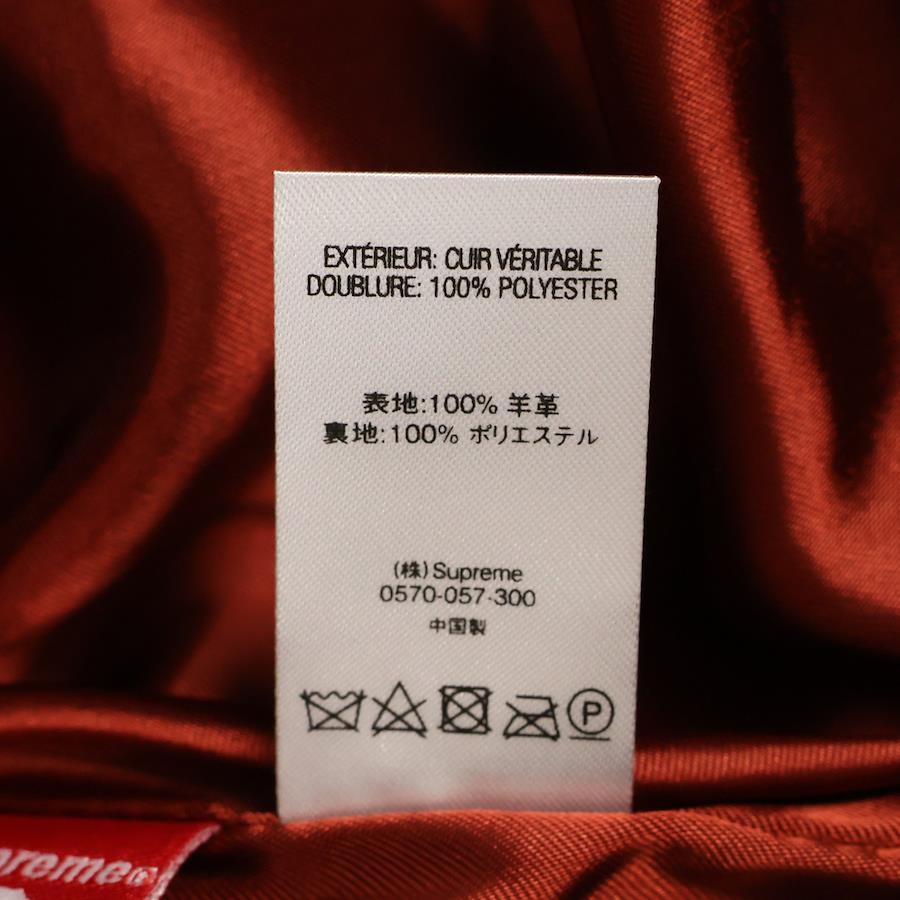 EXTÉRIEUR: CUIR VÉRITABLE
DOUBLURE: 100% POLYESTER
表地:100% 羊革
裏地:100% ポリエステル
(株)Supreme
0570-057-300
中国製
P
preme®